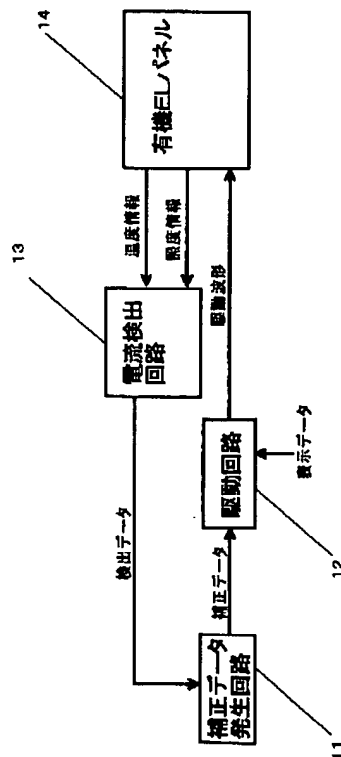 14
有機ELパネル
13
温度情報
照度情報
電流検出
回路
駆動波形
検出データ
駆動回路
表示データ
12
補正データ
補正データ
発生回路
11